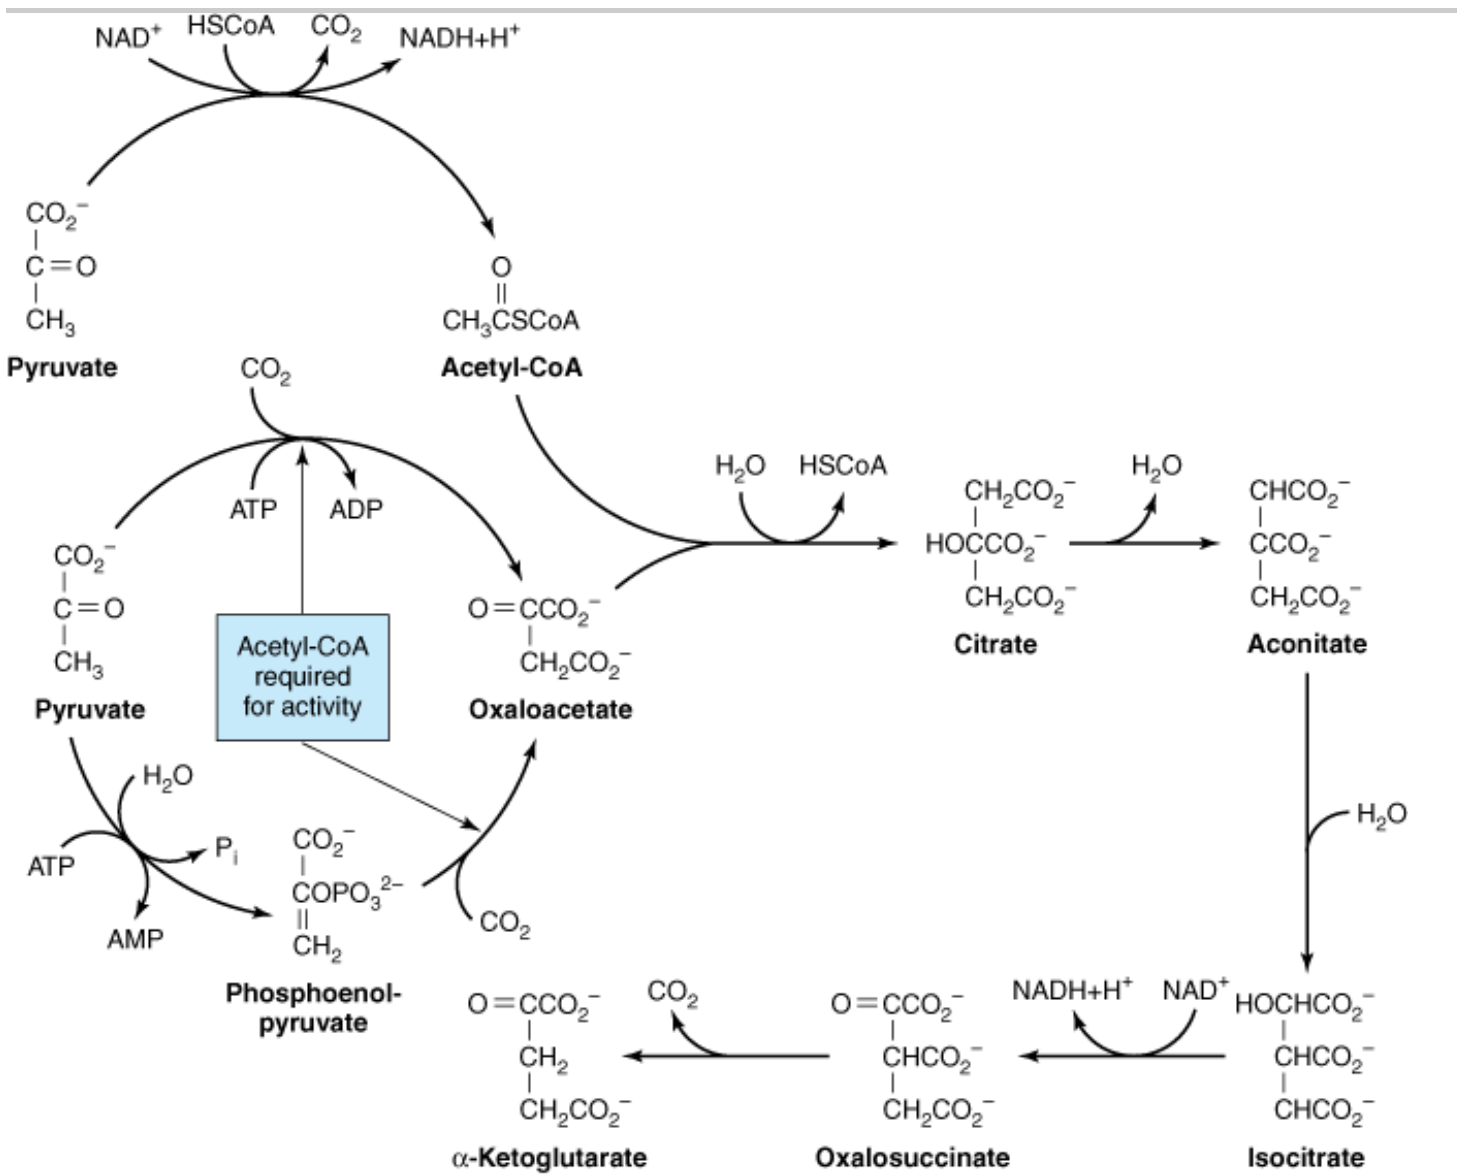 NAD⁺ HSCoA CO₂ NADH+H⁺
CO₂⁻
C=O
CH₃
Pyruvate
O
CH₃CSCoA
Acetyl-CoA
CO₂
ATP ADP
CO₂⁻
C=O
CH₃
Pyruvate
Acetyl-CoA
required
for activity
O=CCO₂⁻
CH₂CO₂⁻
Oxaloacetate
H₂O HSCoA
CH₂CO₂⁻
HOCCO₂⁻
CH₂CO₂⁻
Citrate
H₂O
CHCO₂⁻
CCO₂⁻
CH₂CO₂⁻
Aconitate
H₂O
ATP
Pᵢ
AMP
CO₂⁻
COPO₃²⁻
CH₂
Phosphoenol-
pyruvate
CO₂
H₂O
HOCHCO₂⁻
CHCO₂⁻
CHCO₂⁻
Isocitrate
NADH+H⁺ NAD⁺
O=CCO₂⁻
CHCO₂⁻
CH₂CO₂⁻
Oxalosuccinate
CO₂
O=CCO₂⁻
CH₂
CH₂CO₂⁻
α-Ketoglutarate